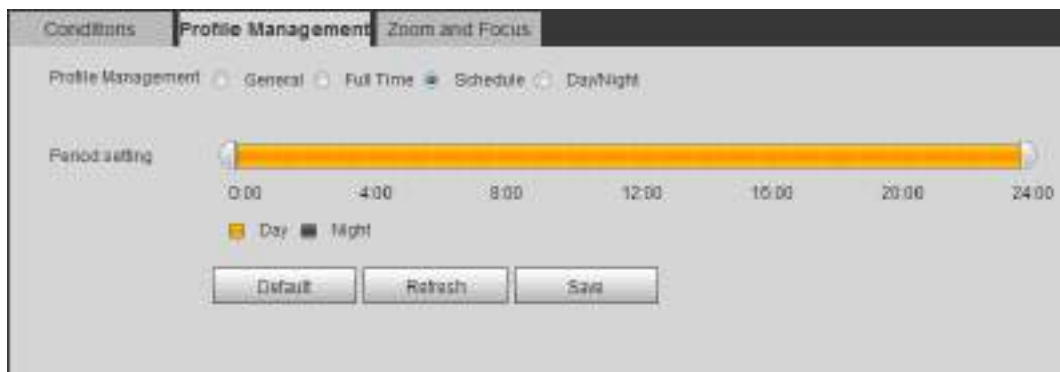 Conditions Profile Management Zoom and Focus
Profile Management General Full Time Schedule Day/Night
Period setting
0:00 4:00 8:00 12:00 16:00 20:00 24:00
Day Night
Default Refresh Save